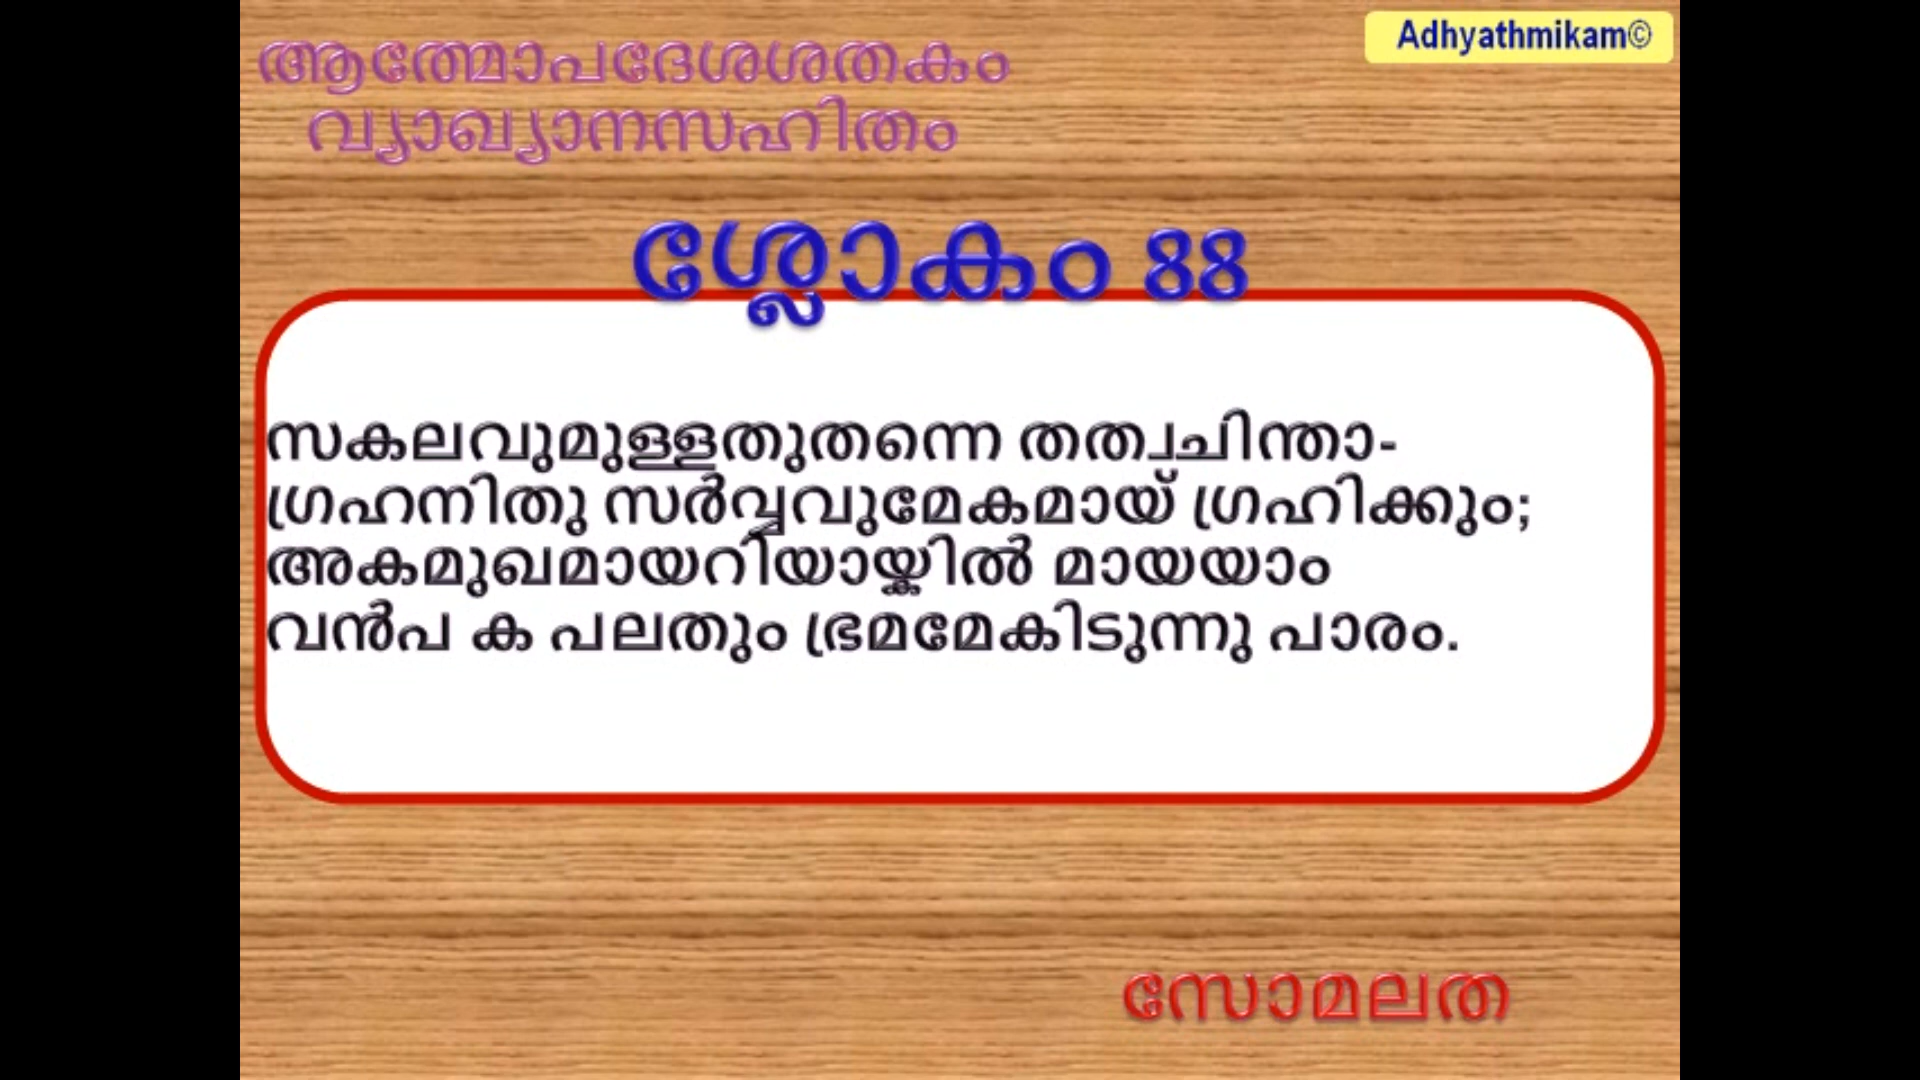 Adhyathmikam©
ആത്മോപദേശശതകം
വ്യാഖ്യാനസഹിതം
ശ്ലോകം 88
സകലവുമുള്ളതുതന്നെ തത്വചിന്താ-
ഗ്രഹനിതു സർവ്വവുമേകമായ് ഗ്രഹിക്കും;
അകമുഖമായറിയായ്കിൽ മായയാം
വൻപ ക പലതും ഭ്രമമേകിടുന്നു പാരം.
സോമലത